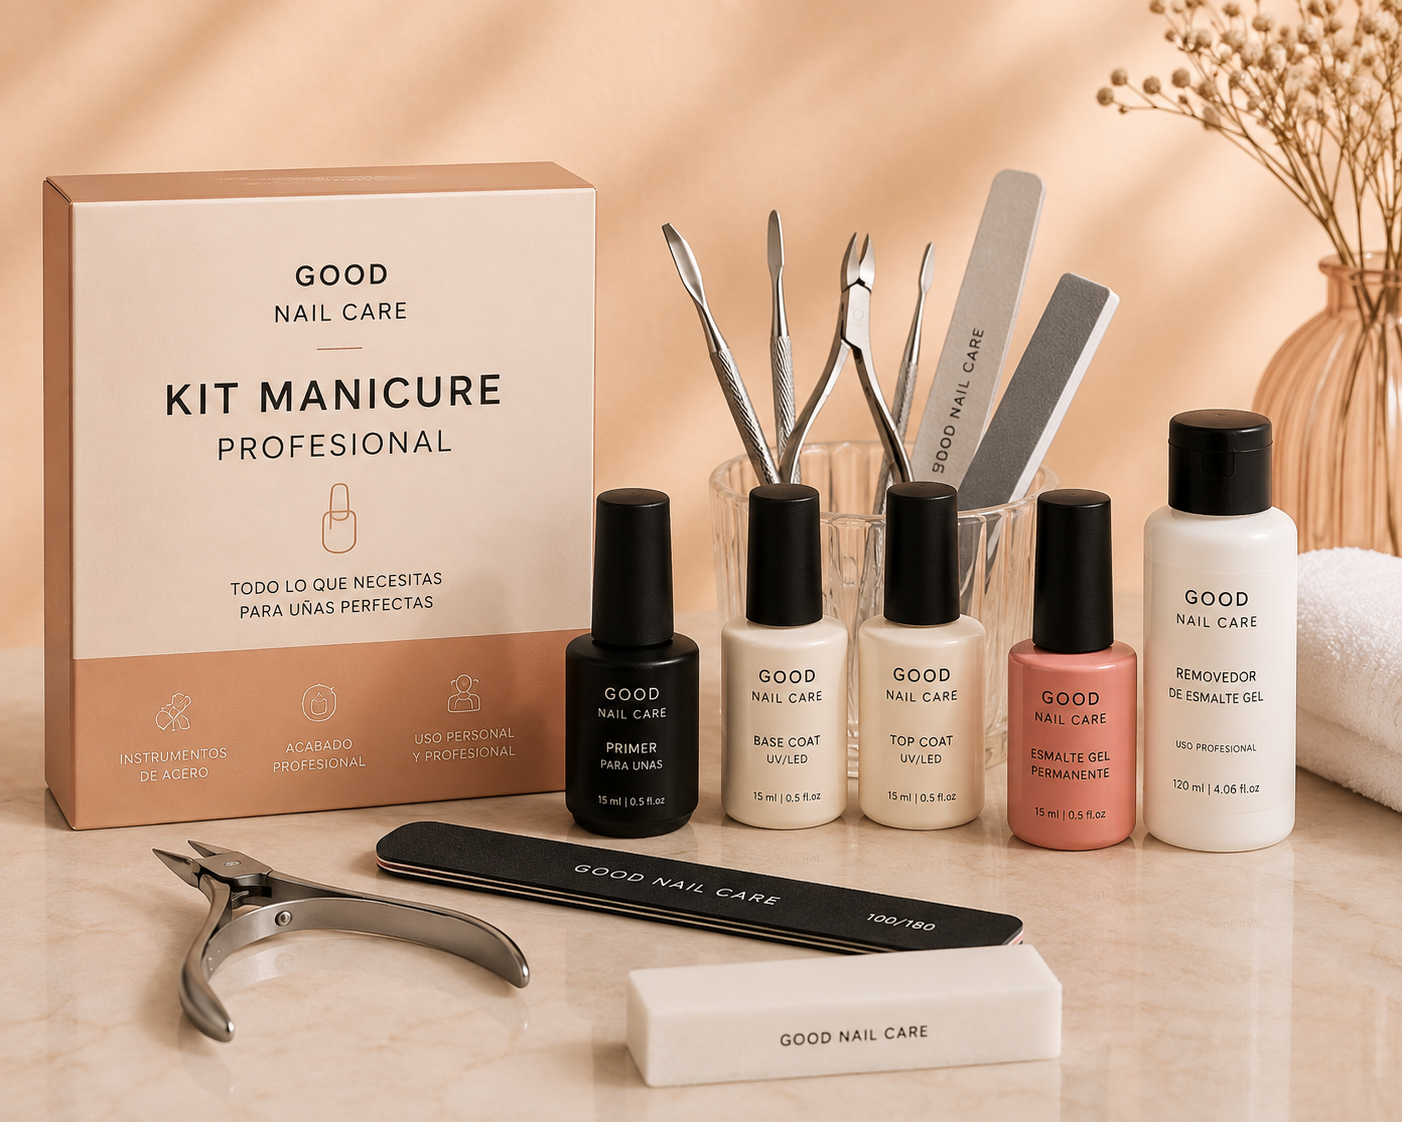 GOOD
NAIL CARE
KIT MANICURE
PROFESIONAL
TODO LO QUE NECESITAS
PARA UÑAS PERFECTAS
INSTRUMENTOS
DE ACERO
ACABADO
PROFESIONAL
USO PERSONAL
Y PROFESIONAL
GOOD NAIL CARE
GOOD
NAIL CARE
PRIMER
PARA UNAS
15 ml | 0.5 fl.oz
GOOD
NAIL CARE
BASE COAT
UV/LED
15 ml | 0.5 fl.oz
GOOD
NAIL CARE
TOP COAT
UV/LED
15 ml | 0.5 fl.oz
GOOD
NAIL CARE
ESMALTE GEL
PERMANENTE
15 ml | 0.5 fl.oz
GOOD
NAIL CARE
REMOVEDOR
DE ESMALTE GEL
USO PROFESIONAL
120 ml | 4.06 fl.oz
GOOD NAIL CARE
100/180
GOOD NAIL CARE